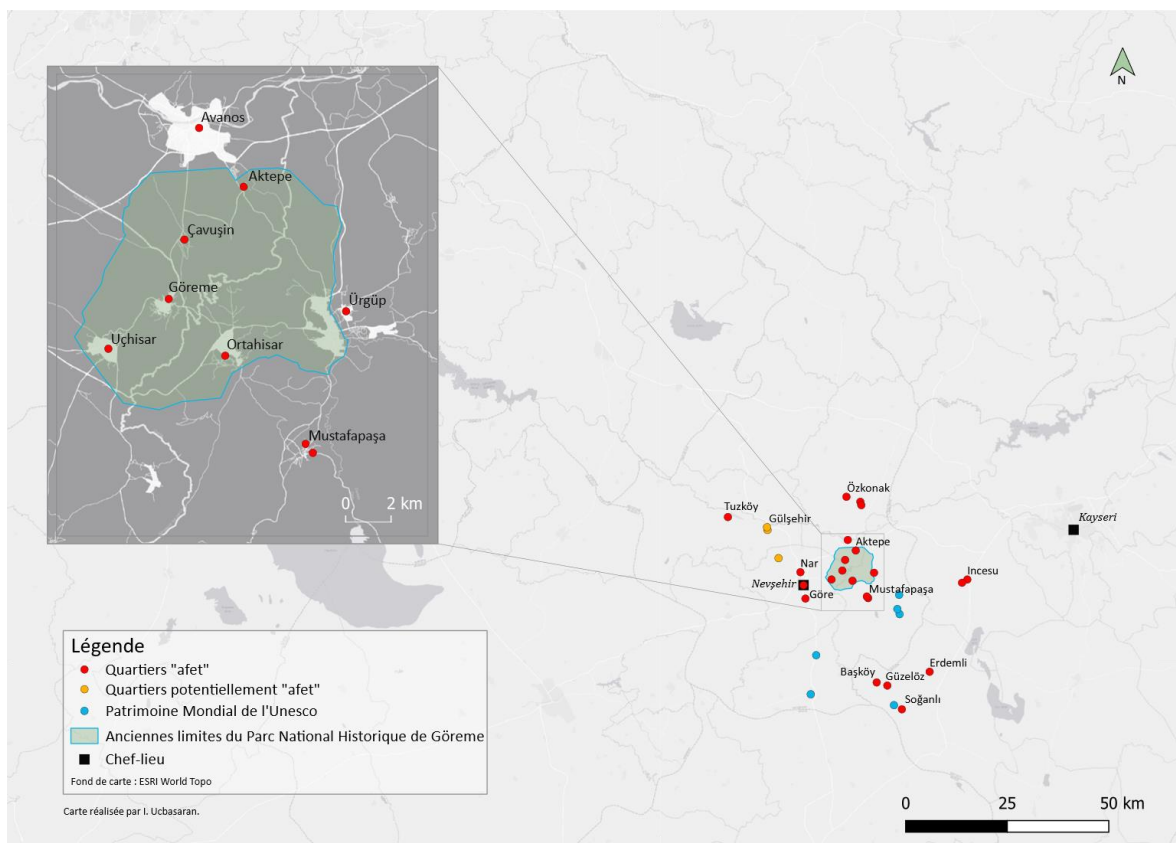 Avanos
Aktepe
Çavuşin
Göreme
Ürgüp
Uçhisar
Ortahisar
Mustafapaşa
0 2 km
N
Özkonak
Tuzköy
Gülşehir
Kayseri
Aktepe
Nar
Incesu
Nevşehir
Göre
Mustafapaşa
Erdemli
Başköy
Güzelöz
Soğanlı
Légende
Quartiers "afet"
Quartiers potentiellement "afet"
Patrimoine Mondial de l'Unesco
Anciennes limites du Parc National Historique de Göreme
Chef-lieu
Fond de carte : ESRI World Topo
Carte réalisée par I. Ucbasaran.
0 25 50 km